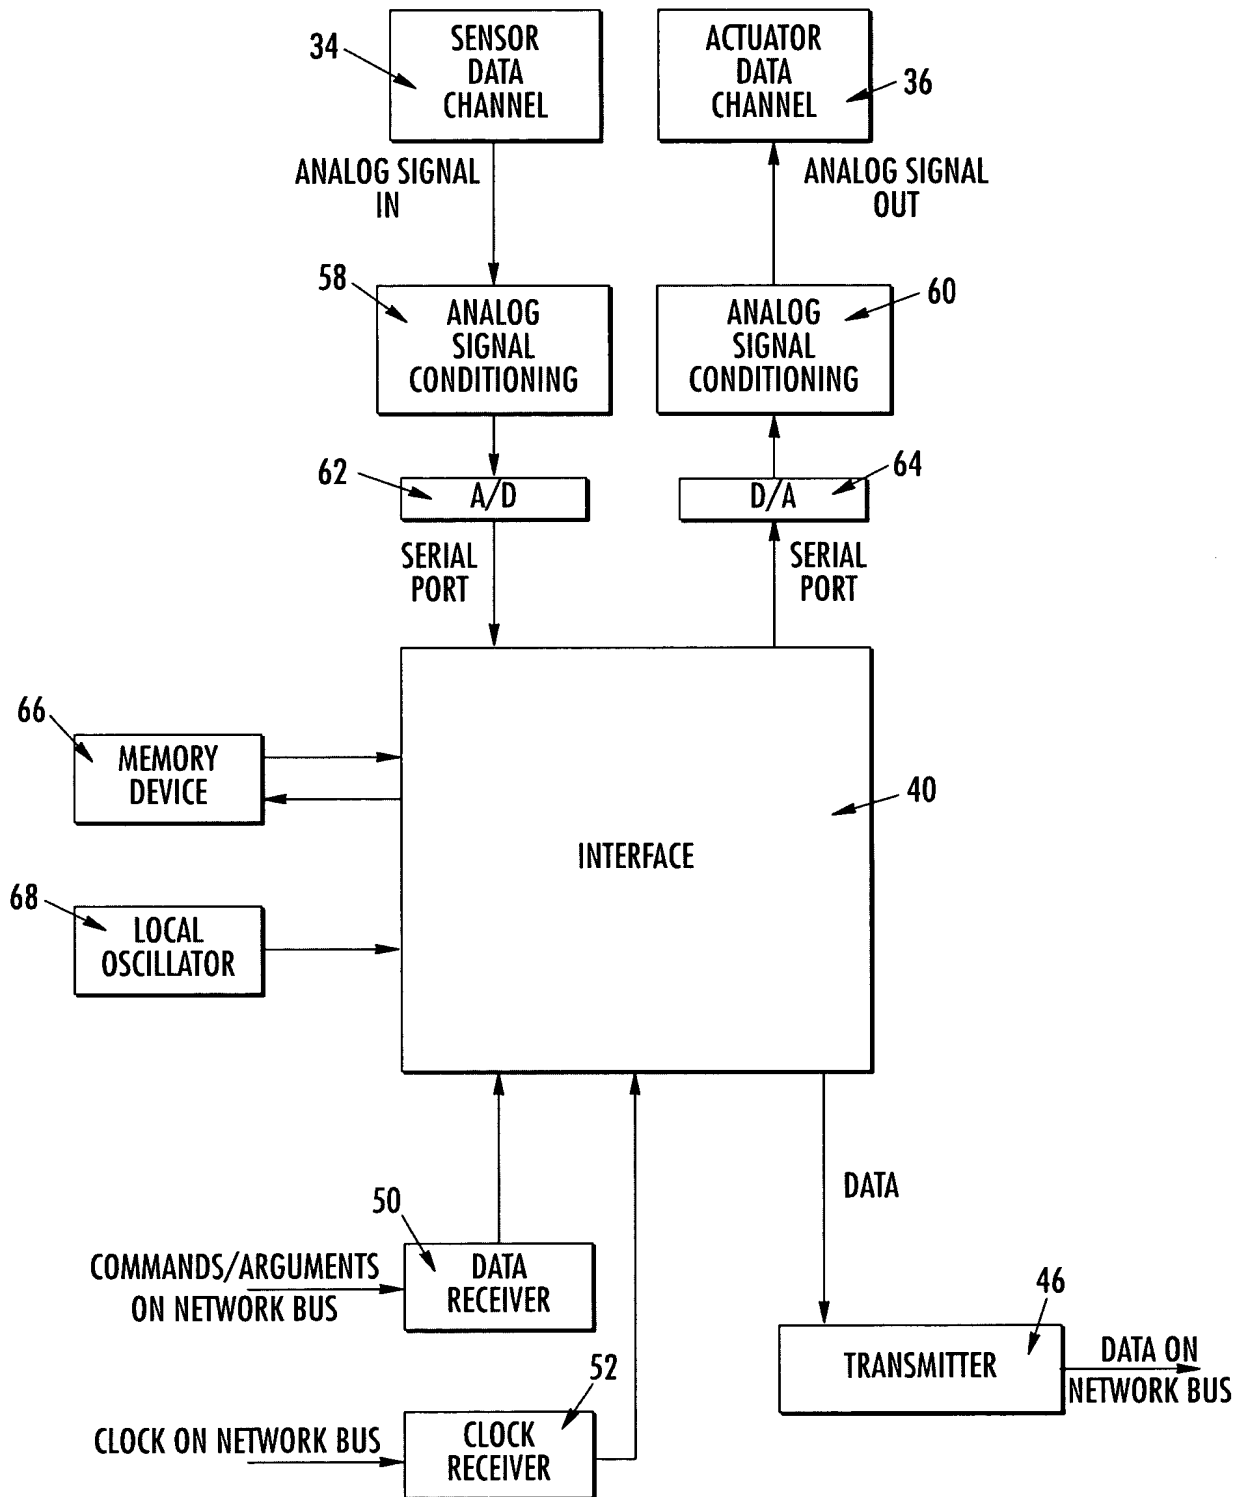 34
SENSOR
DATA
CHANNEL
ACTUATOR
DATA
CHANNEL
36
ANALOG SIGNAL
IN
ANALOG SIGNAL
OUT
58
ANALOG
SIGNAL
CONDITIONING
ANALOG
SIGNAL
CONDITIONING
60
62
A/D
D/A
64
SERIAL
PORT
SERIAL
PORT
66
MEMORY
DEVICE
40
INTERFACE
68
LOCAL
OSCILLATOR
DATA
50
COMMANDS/ARGUMENTS
ON NETWORK BUS
DATA
RECEIVER
46
TRANSMITTER
DATA ON
NETWORK BUS
52
CLOCK ON NETWORK BUS
CLOCK
RECEIVER